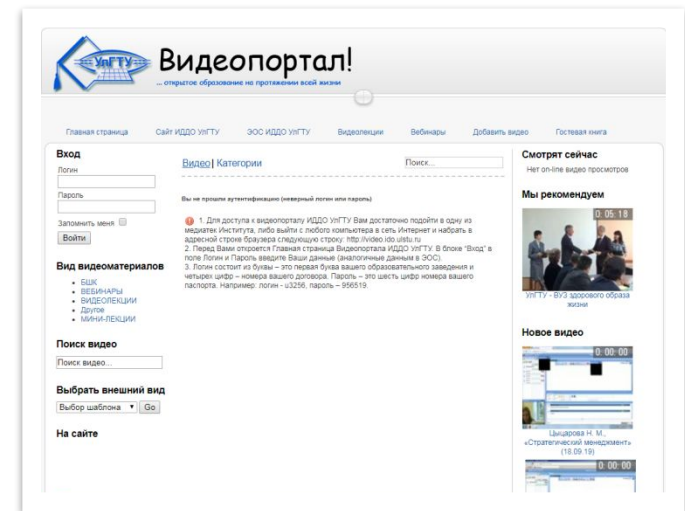 УлГТУ
Видеопортал!
... открытое образование на протяжении всей жизни
Главная страница Сайт ИДДО УлГТУ ЭОС ИДДО УлГТУ Видеолекции Вебинары Добавить видео Гостевая книга
Вход
Логин
Пароль
Запомнить меня
Войти
Вид видеоматериалов
БШК
ВЕБИНАРЫ
ВИДЕОЛЕКЦИИ
Другое
МИНИ-ЛЕКЦИИ
Поиск видео
Поиск видео...
Выбрать внешний вид
Выбор шаблона Go
На сайте
Видео | Категории
Поиск...
Вы не прошли аутентификацию (неверный логин или пароль)
1. Для доступа к видеопорталу ИДДО УлГТУ Вам достаточно подойти в одну из
медиатек Института, либо выйти с любого компьютера в сеть Интернет и набрать в
адресной строке браузера следующую строку: http://video.ido.ulstu.ru
2. Перед Вами откроется Главная страница Видеопортала ИДДО УлГТУ. В блоке “Вход” в
поле Логин и Пароль введите Ваши данные (аналогичные данным в ЭОС).
3. Логин состоит из буквы – это первая буква вашего образовательного заведения и
четырех цифр – номера вашего договора. Пароль – это шесть цифр номера вашего
паспорта. Например: логин - u3256, пароль – 956519.
Смотрят сейчас
Нет on-line видео просмотров
Мы рекомендуем
0: 05: 18
УлГТУ - ВУЗ здорового образа
жизни
Новое видео
0: 00: 00
Цыцарова Н. М.,
«Стратегический менеджмент»
(18.09.19)
0: 00: 00